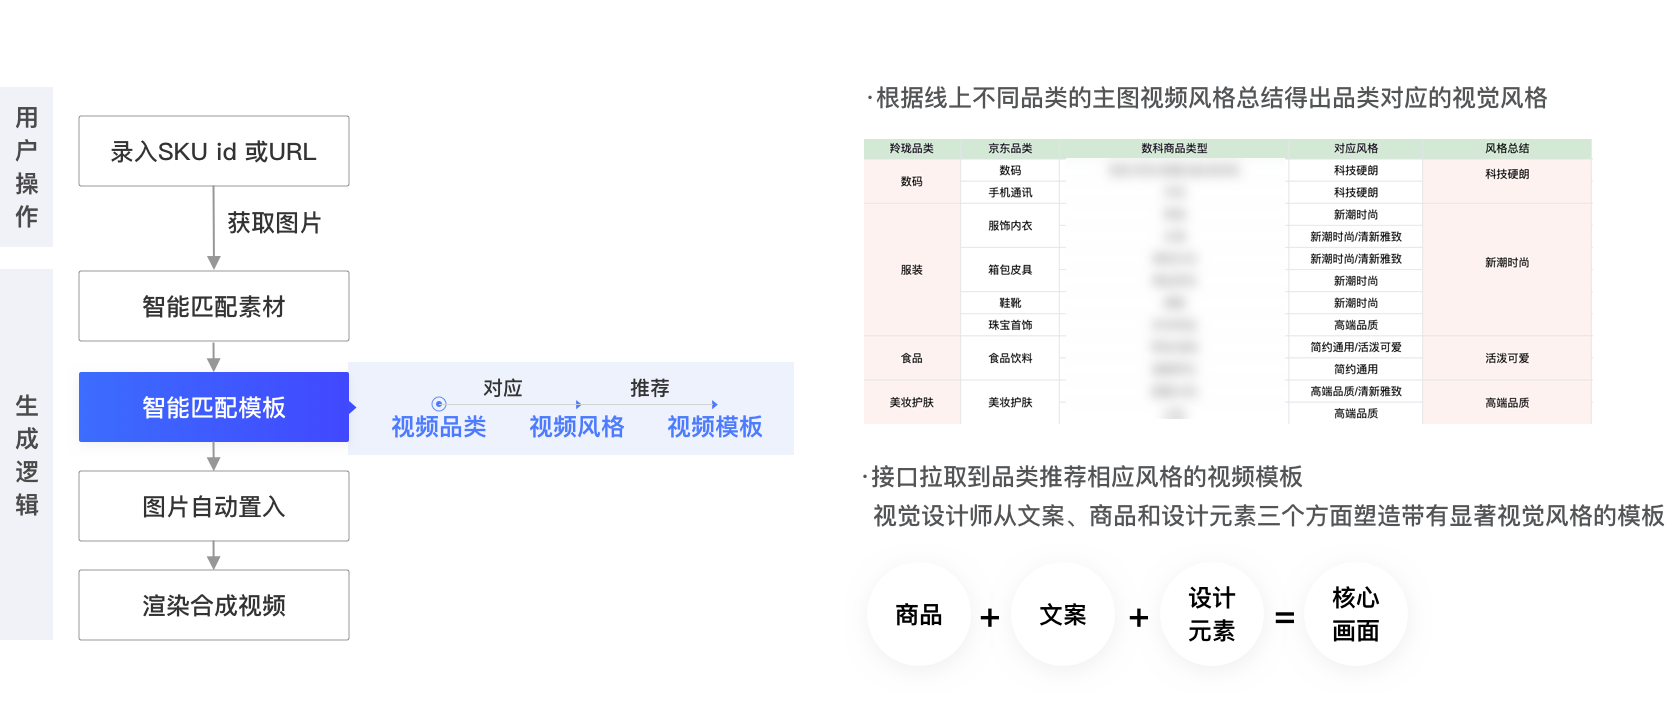 用户操作
录入SKU id 或URL
获取图片
生成逻辑
智能匹配素材
智能匹配模板
对应
推荐
视频品类
视频风格
视频模板
图片自动置入
渲染合成视频
·根据线上不同品类的主图视频风格总结得出品类对应的视觉风格
羚珑品类 京东品类 数科商品类型 对应风格 风格总结
数码 数码 科技硬朗 科技硬朗
手机通讯 科技硬朗
服装 服饰内衣 新潮时尚 新潮时尚
新潮时尚/清新雅致
箱包皮具 新潮时尚/清新雅致
新潮时尚
鞋靴 新潮时尚
珠宝首饰 高端品质
食品 食品饮料 简约通用/活泼可爱 活泼可爱
简约通用
美妆护肤 美妆护肤 高端品质/清新雅致 高端品质
高端品质
·接口拉取到品类推荐相应风格的视频模板
视觉设计师从文案、商品和设计元素三个方面塑造带有显著视觉风格的模板
商品 + 文案 + 设计 = 核心
元素 画面